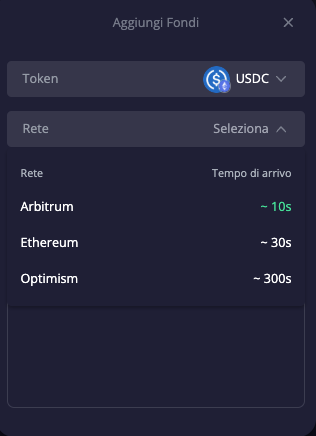 Aggiungi Fondi
Token USDC
Rete Seleziona
Rete Tempo di arrivo
Arbitrum ~ 10s
Ethereum ~ 30s
Optimism ~ 300s